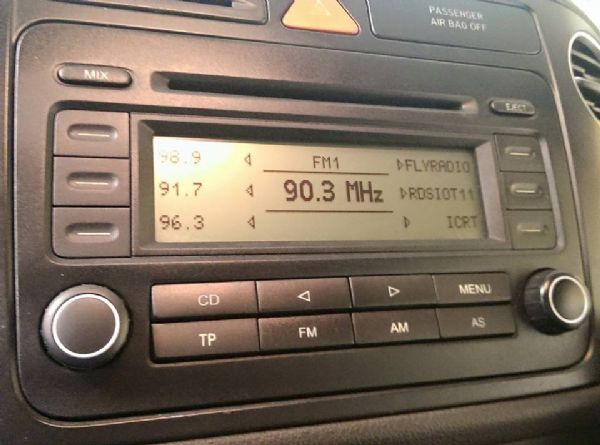 PASSENGER
AIR BAG OFF
MIX
EJECT
98.9 FM1 FLYRADIO
91.7 90.3 MHz RDSIOT11
96.3 ICRT
CD MENU
TP FM AM AS